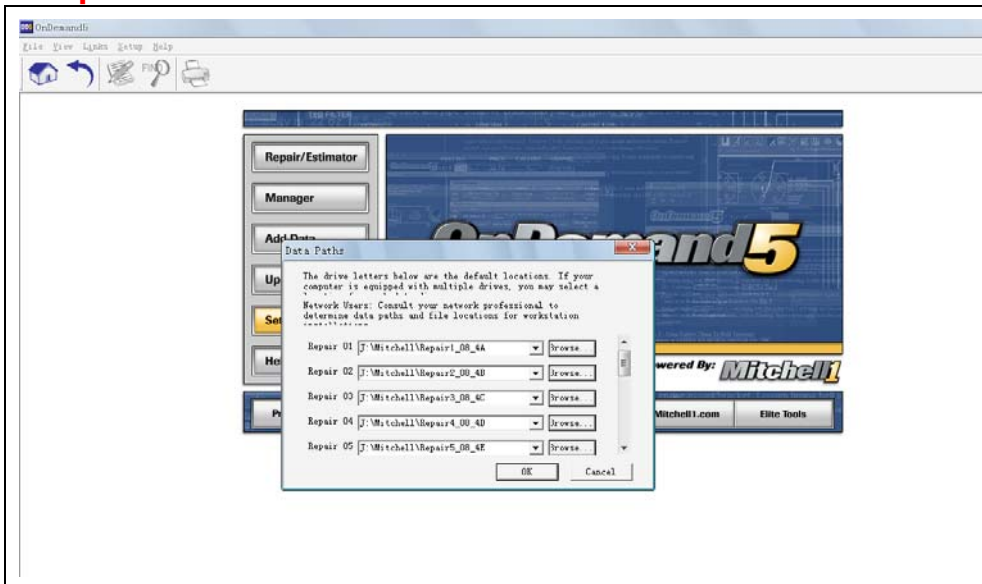 OnDemand5
File View Links Setup Help
FIND
Repair/Estimator
Manager
Add Data
Up
Set
He
OnDemand5
Powered By: Mitchell1
Mitchell1.com
Elite Tools
Data Paths
The drive letters below are the default locations. If your
computer is equipped with multiple drives, you may select a
Network Users: Consult your network professional to
determine data paths and file locations for workstation
Repair 01 J:\Mitchell\Repair1_08_4A Browse...
Repair 02 J:\Mitchell\Repair2_08_4B Browse...
Repair 03 J:\Mitchell\Repair3_08_4C Browse...
Repair 04 J:\Mitchell\Repair4_08_4D Browse...
Repair 05 J:\Mitchell\Repair5_08_4E Browse...
OK Cancel